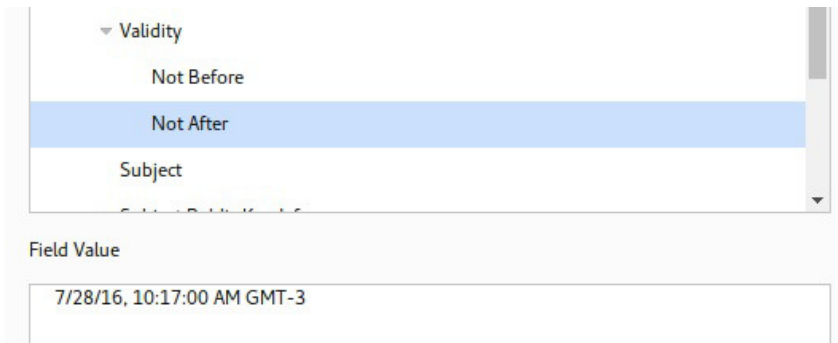 Validity
Not Before
Not After
Subject
Field Value
7/28/16, 10:17:00 AM GMT-3